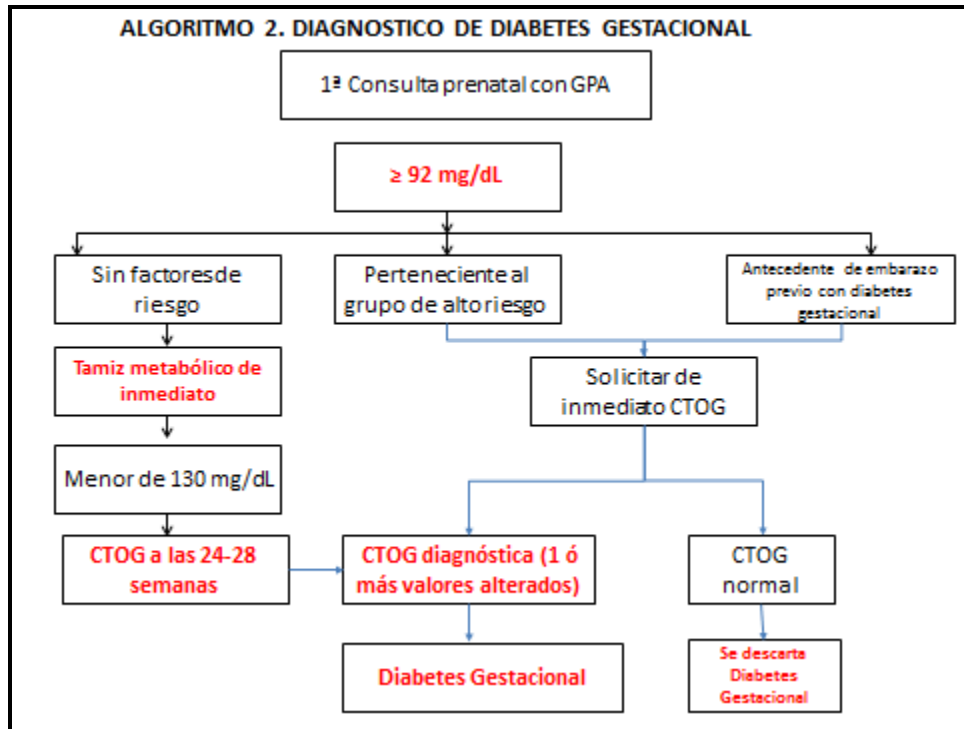 ALGORITMO 2. DIAGNOSTICO DE DIABETES GESTACIONAL
1ª Consulta prenatal con GPA
≥ 92 mg/dL
Sin factores de
riesgo
Perteneciente al
grupo de alto riesgo
Antecedente de embarazo
previo con diabetes
gestacional
Tamiz metabólico de
inmediato
Solicitar de
inmediato CTOG
Menor de 130 mg/dL
CTOG a las 24-28
semanas
CTOG diagnóstica (1 ó
más valores alterados)
CTOG
normal
Diabetes Gestacional
Se descarta
Diabetes
Gestacional